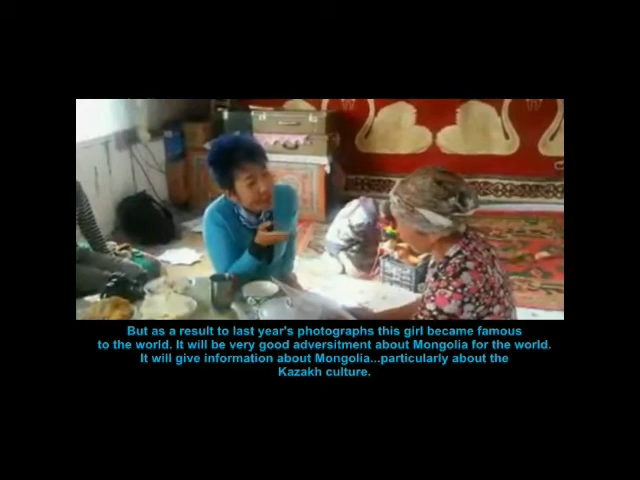 But as a result to last year's photographs this girl became famous
to the world. It will be very good adversitment about Mongolia for the world.
It will give information about Mongolia...particularly about the
Kazakh culture.